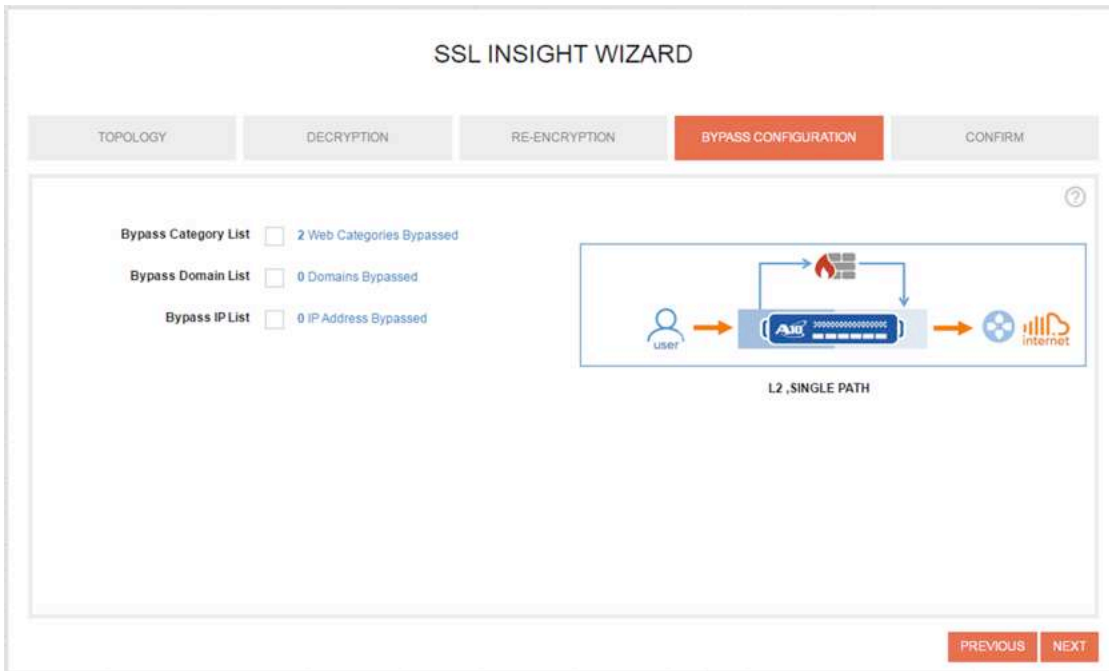 SSL INSIGHT WIZARD
TOPOLOGY
DECRYPTION
RE-ENCRYPTION
BYPASS CONFIGURATION
CONFIRM
?
Bypass Category List
2 Web Categories Bypassed
Bypass Domain List
0 Domains Bypassed
Bypass IP List
0 IP Address Bypassed
user
A10
internet
L2 ,SINGLE PATH
PREVIOUS
NEXT